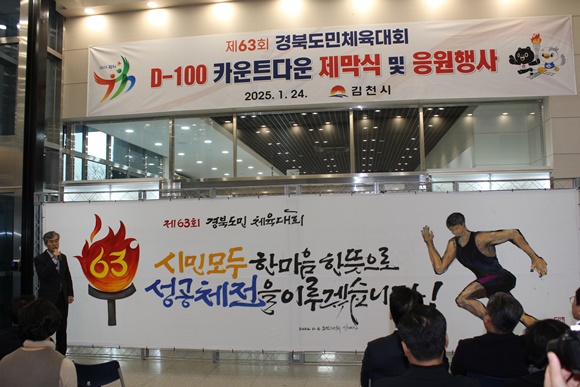 제63회 경북도민체육대회
D-100 카운트다운 제막식 및 응원행사
2025. 1. 24. 김천시
제63회 경북도민 체육대회
63
시민모두 한마음 한뜻으로
성공체전을 이루겠습니다!